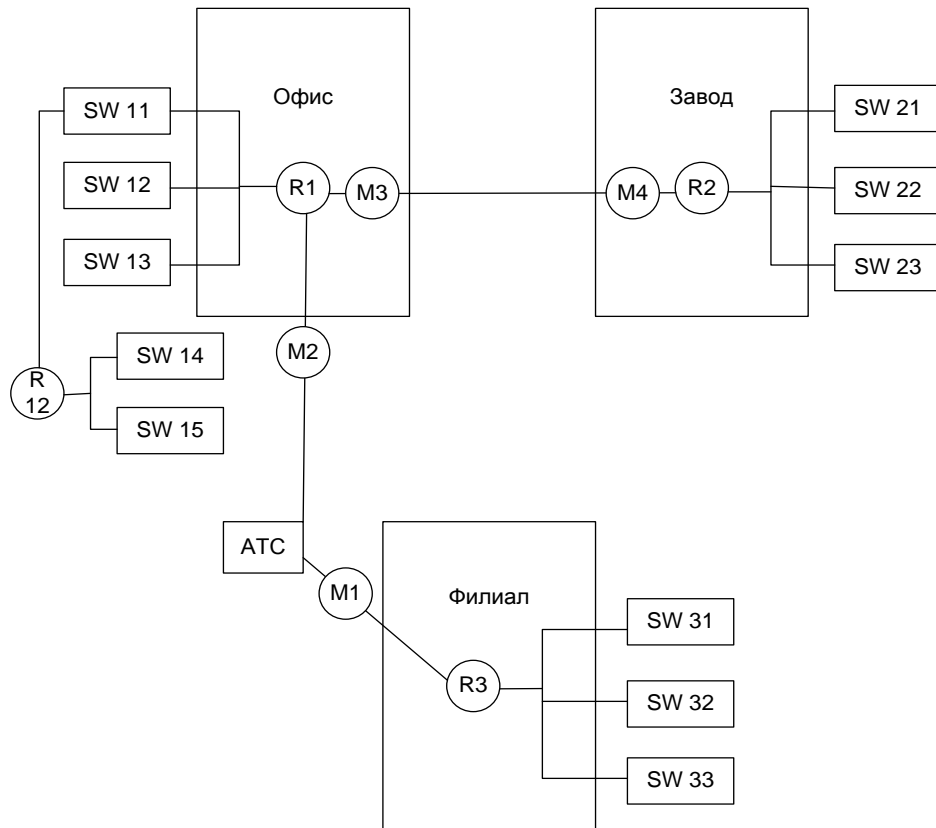 Офис
Завод
SW 11
SW 12
SW 13
R1
M3
M4
R2
SW 21
SW 22
SW 23
M2
R
12
SW 14
SW 15
АТС
M1
Филиал
R3
SW 31
SW 32
SW 33